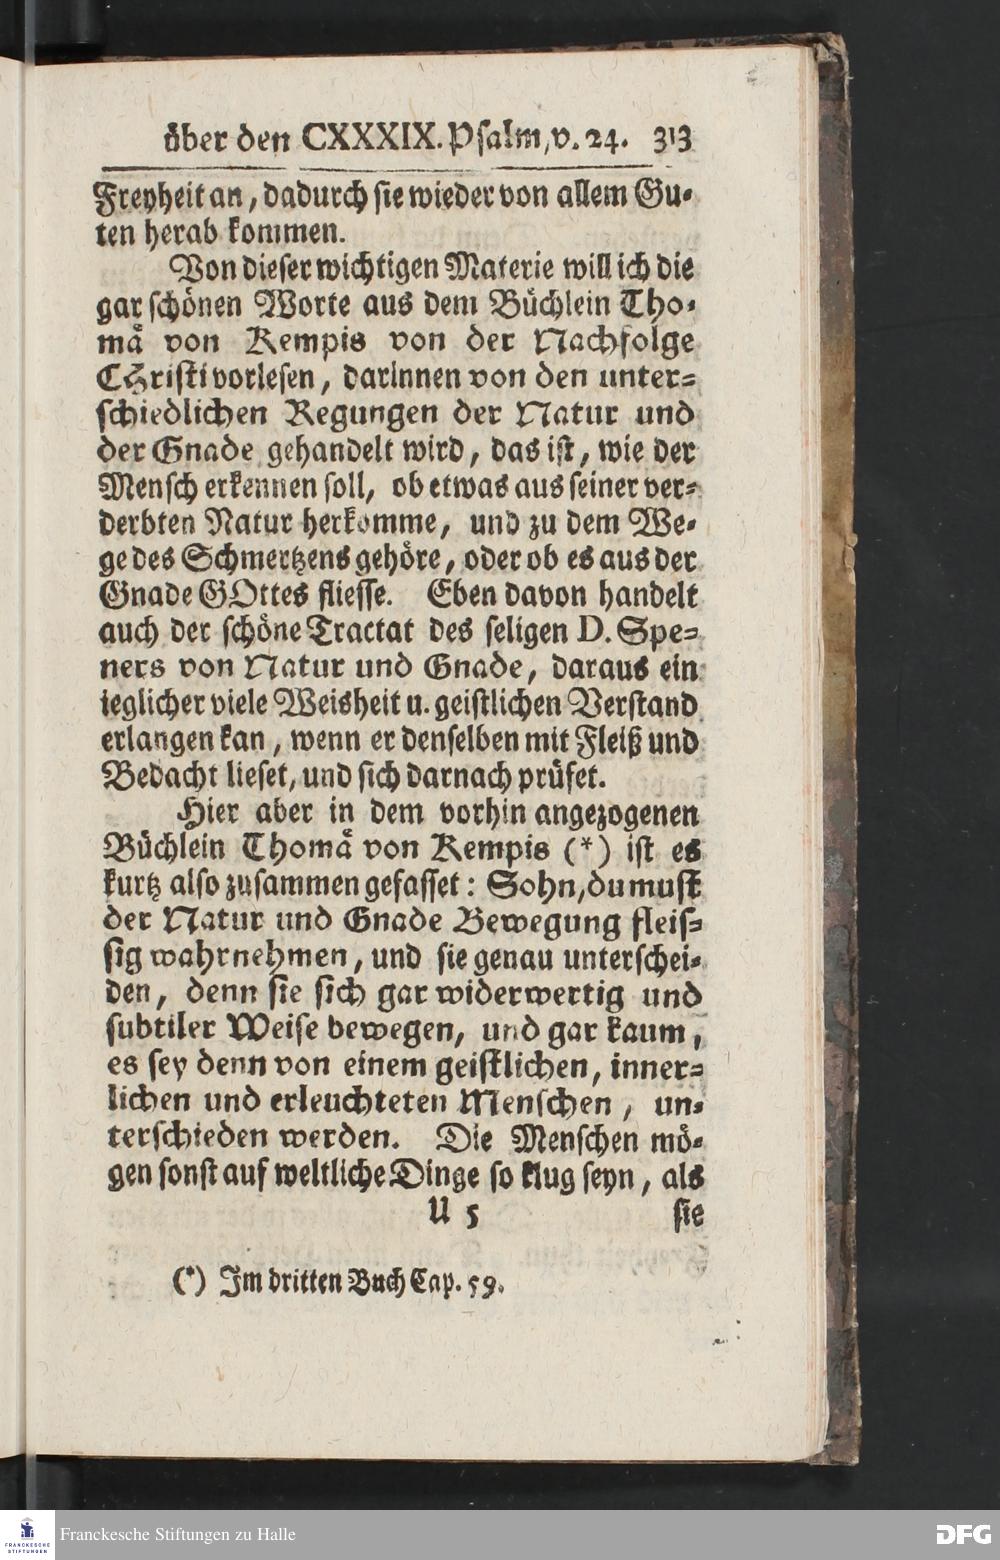 über den CXXXIX. Psalm, v. 24. 313
Freyheit an, dadurch sie wieder von allem Gu-
ten herab kommen.
Von dieser wichtigen Materie will ich die
gar schönen Worte aus dem Büchlein Tho-
mä von Kempis von der Nachfolge
CHristi vorlesen, darinnen von den unter-
schiedlichen Regungen der Natur und
der Gnade gehandelt wird, das ist, wie der
Mensch erkennen soll, ob etwas aus seiner ver-
derbten Natur herkomme, und zu dem We-
ge des Schmertzens gehöre, oder ob es aus der
Gnade GOttes fliesse. Eben davon handelt
auch der schöne Tractat des seligen D. Spe-
ners von Natur und Gnade, daraus ein
ieglicher viele Weisheit u. geistlichen Verstand
erlangen kan, wenn er denselben mit Fleiß und
Bedacht lieset, und sich darnach prüfet.
Hier aber in dem vorhin angezogenen
Büchlein Thomä von Kempis (*) ist es
kurtz also zusammen gefasset: Sohn, du must
der Natur und Gnade Bewegung fleis-
sig wahrnehmen, und sie genau unterschei-
den, denn sie sich gar widerwertig und
subtiler Weise bewegen, und gar kaum,
es sey denn von einem geistlichen, inner-
lichen und erleuchteten Menschen, un-
terschieden werden. Die Menschen mö-
gen sonst auf weltliche Dinge so klug seyn, als
U 5 sie
(*) Im dritten Buch Cap. 59.
FRANCKESCHE
STIFTUNGEN
Franckesche Stiftungen zu Halle
DFG